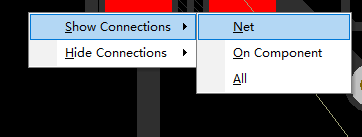 Show Connections
Hide Connections
Net
On Component
All